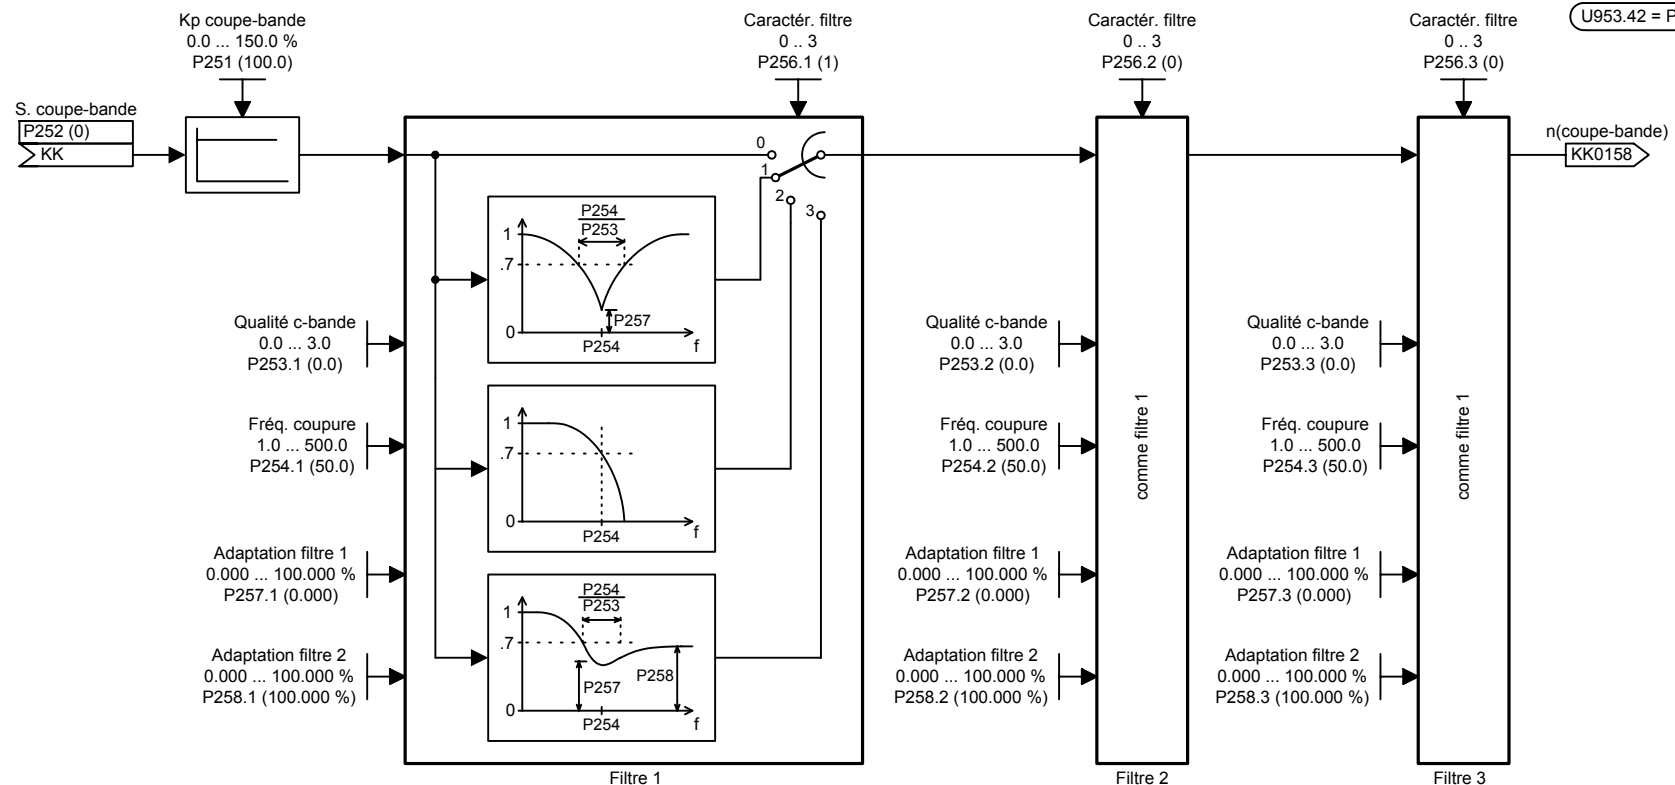 Kp coupe-bande
0.0 ... 150.0 %
P251 (100.0)
Caractér. filtre
0 .. 3
P256.1 (1)
Caractér. filtre
0 .. 3
P256.2 (0)
Caractér. filtre
0 .. 3
P256.3 (0)
U953.42 = P
S. coupe-bande
P252 (0)
KK
n(coupe-bande)
KK0158
0
1
2
3
P254
P253
1
.7
0
P257
P254
f
1
.7
0
P254
f
P254
P253
1
.7
0
P257
P258
P254
f
Qualité c-bande
0.0 ... 3.0
P253.1 (0.0)
Fréq. coupure
1.0 ... 500.0
P254.1 (50.0)
Adaptation filtre 1
0.000 ... 100.000 %
P257.1 (0.000)
Adaptation filtre 2
0.000 ... 100.000 %
P258.1 (100.000 %)
Filtre 1
Qualité c-bande
0.0 ... 3.0
P253.2 (0.0)
Fréq. coupure
1.0 ... 500.0
P254.2 (50.0)
Adaptation filtre 1
0.000 ... 100.000 %
P257.2 (0.000)
Adaptation filtre 2
0.000 ... 100.000 %
P258.2 (100.000 %)
comme filtre 1
Filtre 2
Qualité c-bande
0.0 ... 3.0
P253.3 (0.0)
Fréq. coupure
1.0 ... 500.0
P254.3 (50.0)
Adaptation filtre 1
0.000 ... 100.000 %
P257.3 (0.000)
Adaptation filtre 2
0.000 ... 100.000 %
P258.3 (100.000 %)
comme filtre 1
Filtre 3